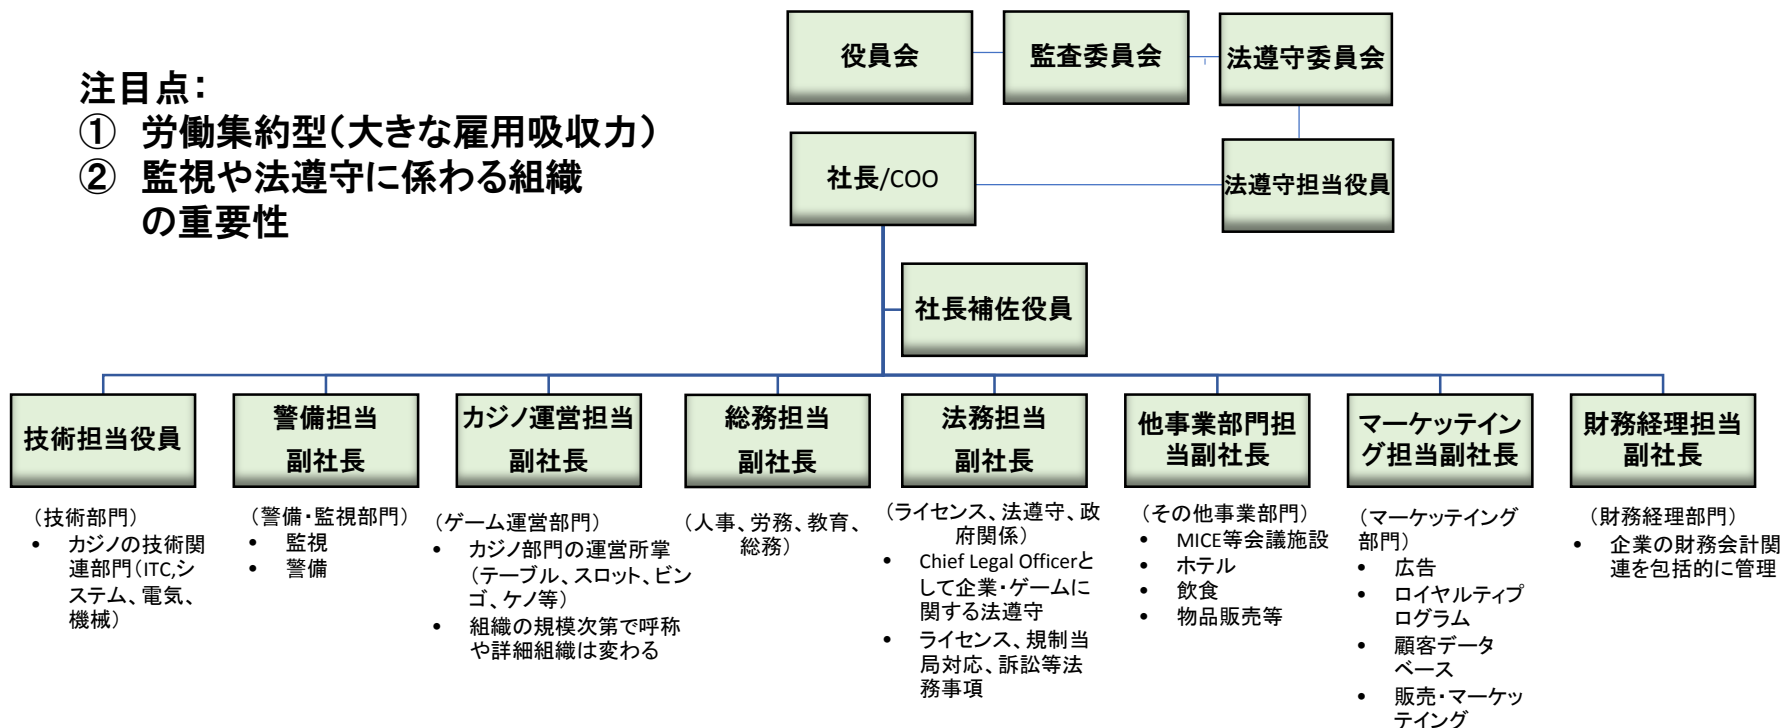 注目点：
① 労働集約型（大きな雇用吸収力）
② 監視や法遵守に係わる組織
の重要性
役員会
監査委員会
法遵守委員会
社長/COO
法遵守担当役員
社長補佐役員
技術担当役員
（技術部門）
• カジノの技術関
連部門（ITC,シ
ステム、電気、
機械）
警備担当
副社長
（警備・監視部門）
• 監視
• 警備
カジノ運営担当
副社長
（ゲーム運営部門）
• カジノ部門の運営所掌
（テーブル、スロット、ビン
ゴ、ケノ等）
• 組織の規模次第で呼称
や詳細組織は変わる
総務担当
副社長
（人事、労務、教育、
総務）
法務担当
副社長
（ライセンス、法遵守、政
府関係）
• Chief Legal Officerと
して企業・ゲームに
関する法遵守
• ライセンス、規制当
局対応、訴訟等法
務事項
他事業部門担
当副社長
（その他事業部門）
• MICE等会議施設
• ホテル
• 飲食
• 物品販売等
マーケッテイン
グ担当副社長
（マーケッテイング
部門）
• 広告
• ロイヤルティプ
ログラム
• 顧客データ
ベース
• 販売・マーケッ
テイング
財務経理担当
副社長
（財務経理部門）
• 企業の財務会計関
連を包括的に管理